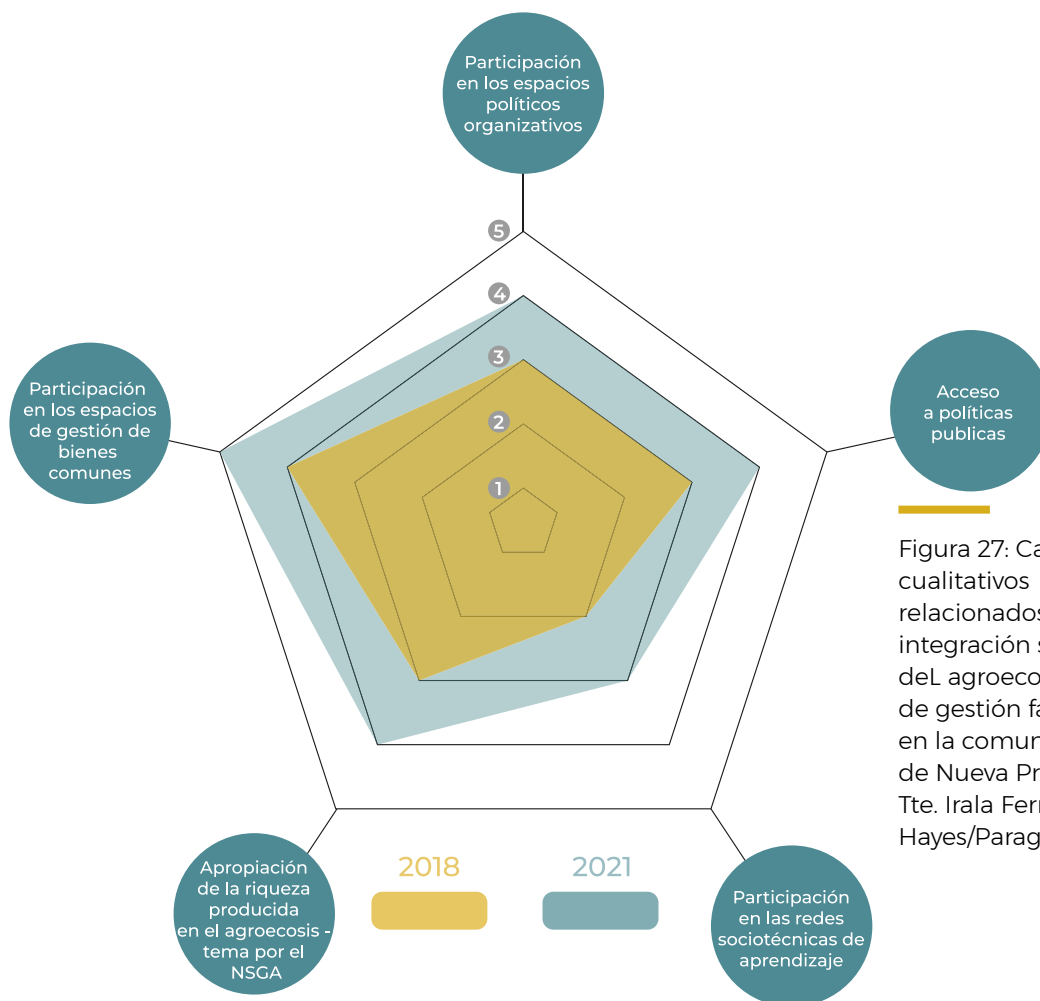 Participación
en los espacios
políticos
organizativos
5
4
3
2
1
Participación
en los espacios
de gestión de
bienes
comunes
Acceso
a políticas
publicas
Figura 27: Ca
cualitativos
relacionados
integración s
deL agroeco
de gestión fa
en la comun
de Nueva Pr
Tte. Irala Fer
Hayes/Parag
Apropiación
de la riqueza
producida
en el agroecosis -
tema por el
NSGA
2018
2021
Participación
en las redes
sociotécnicas de
aprendizaje